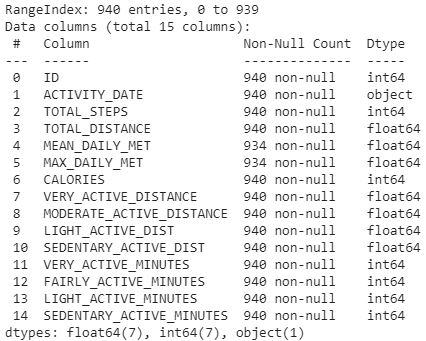 RangeIndex: 940 entries, 0 to 939
Data columns (total 15 columns):
 #   Column                    Non-Null Count  Dtype
---  ------                    --------------  -----
 0   ID                        940 non-null    int64
 1   ACTIVITY_DATE             940 non-null    object
 2   TOTAL_STEPS               940 non-null    int64
 3   TOTAL_DISTANCE            940 non-null    float64
 4   MEAN_DAILY_MET            934 non-null    float64
 5   MAX_DAILY_MET             934 non-null    float64
 6   CALORIES                  940 non-null    int64
 7   VERY_ACTIVE_DISTANCE      940 non-null    float64
 8   MODERATE_ACTIVE_DISTANCE  940 non-null    float64
 9   LIGHT_ACTIVE_DIST         940 non-null    float64
 10  SEDENTARY_ACTIVE_DIST     940 non-null    float64
 11  VERY_ACTIVE_MINUTES       940 non-null    int64
 12  FAIRLY_ACTIVE_MINUTES     940 non-null    int64
 13  LIGHT_ACTIVE_MINUTES      940 non-null    int64
 14  SEDENTARY_ACTIVE_MINUTES  940 non-null    int64
dtypes: float64(7), int64(7), object(1)